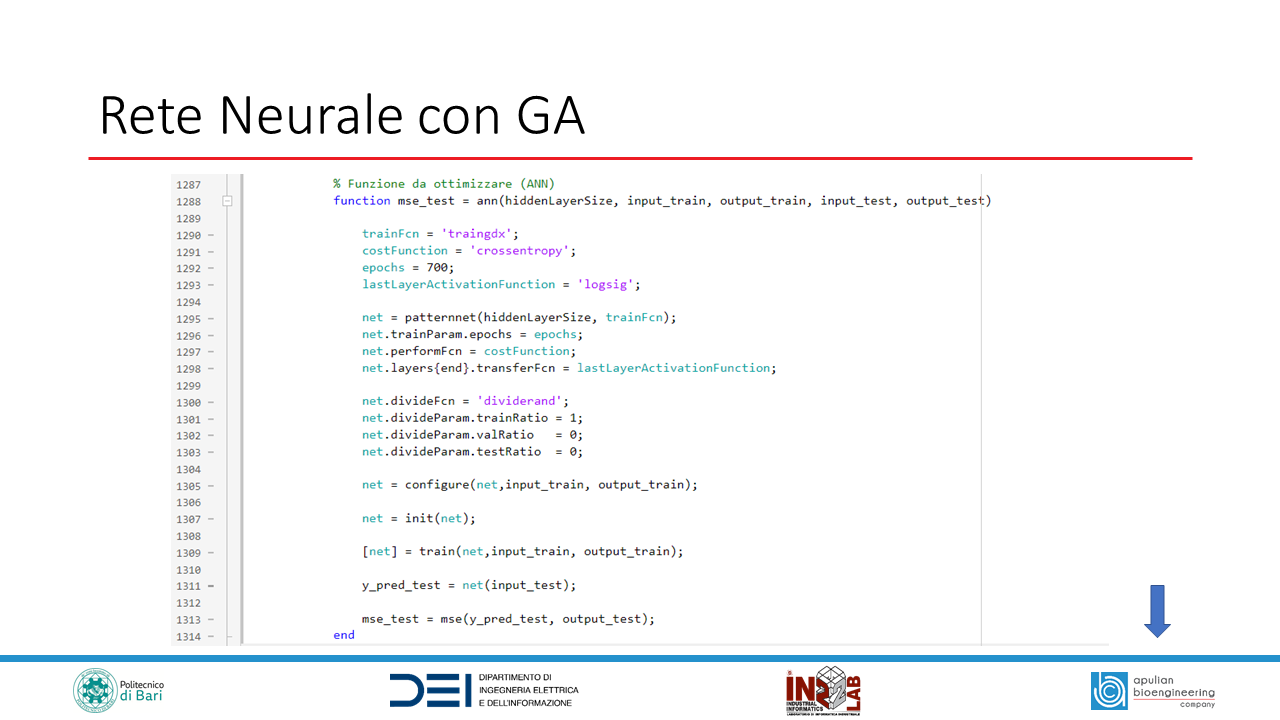 Rete Neurale con GA
1287 % Funzione da ottimizzare (ANN)
1288 function mse_test = ann(hiddenLayerSize, input_train, output_train, input_test, output_test)
1289
1290 trainFcn = 'traingdx';
1291 costFunction = 'crossentropy';
1292 epochs = 700;
1293 lastLayerActivationFunction = 'logsig';
1294
1295 net = patternnet(hiddenLayerSize, trainFcn);
1296 net.trainParam.epochs = epochs;
1297 net.performFcn = costFunction;
1298 net.layers{end}.transferFcn = lastLayerActivationFunction;
1299
1300 net.divideFcn = 'dividerand';
1301 net.divideParam.trainRatio = 1;
1302 net.divideParam.valRatio   = 0;
1303 net.divideParam.testRatio  = 0;
1304
1305 net = configure(net,input_train, output_train);
1306
1307 net = init(net);
1308
1309 [net] = train(net,input_train, output_train);
1310
1311 y_pred_test = net(input_test);
1312
1313 mse_test = mse(y_pred_test, output_test);
1314 end
Politecnico
di Bari
DEI
DIPARTIMENTO DI
INGEGNERIA ELETTRICA
E DELL'INFORMAZIONE
INDUSTRIAL
INFORMATICS
LAB
LABORATORIO DI INFORMATICA INDUSTRIALE
apulian
bioengineering
company